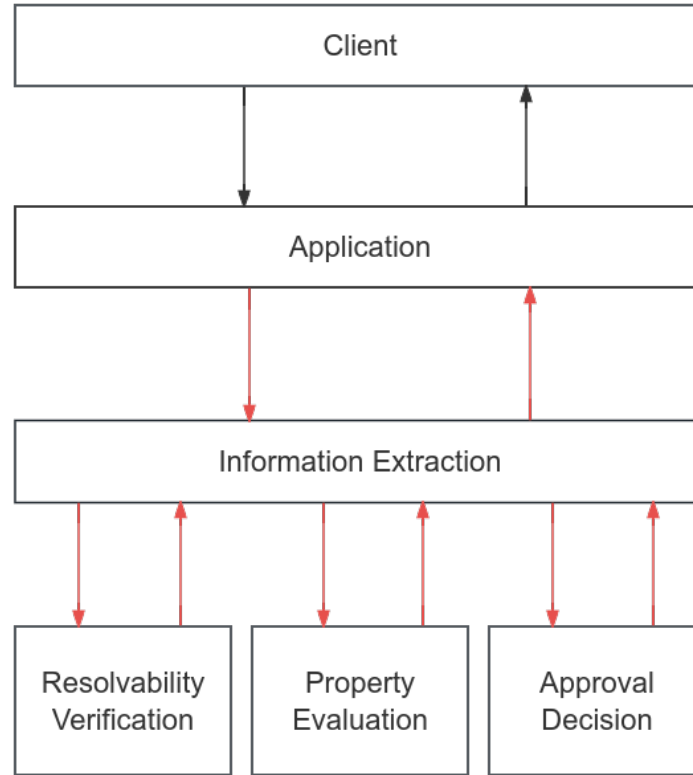 Client
Application
Information Extraction
Resolvability
Verification
Property
Evaluation
Approval
Decision